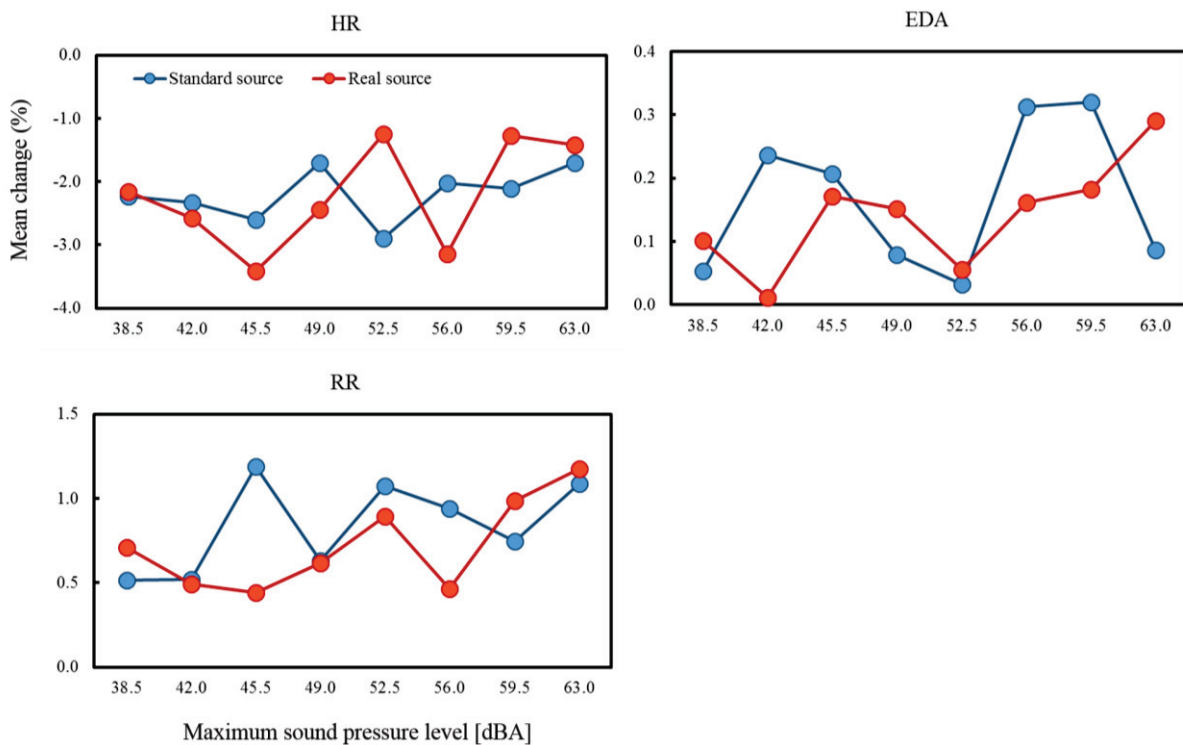 HR
0.0
-1.0
-2.0
-3.0
-4.0
Mean change (%)
Standard source
Real source
38.5 42.0 45.5 49.0 52.5 56.0 59.5 63.0
EDA
0.4
0.3
0.2
0.1
0.0
38.5 42.0 45.5 49.0 52.5 56.0 59.5 63.0
RR
1.5
1.0
0.5
0.0
38.5 42.0 45.5 49.0 52.5 56.0 59.5 63.0
Maximum sound pressure level [dBA]